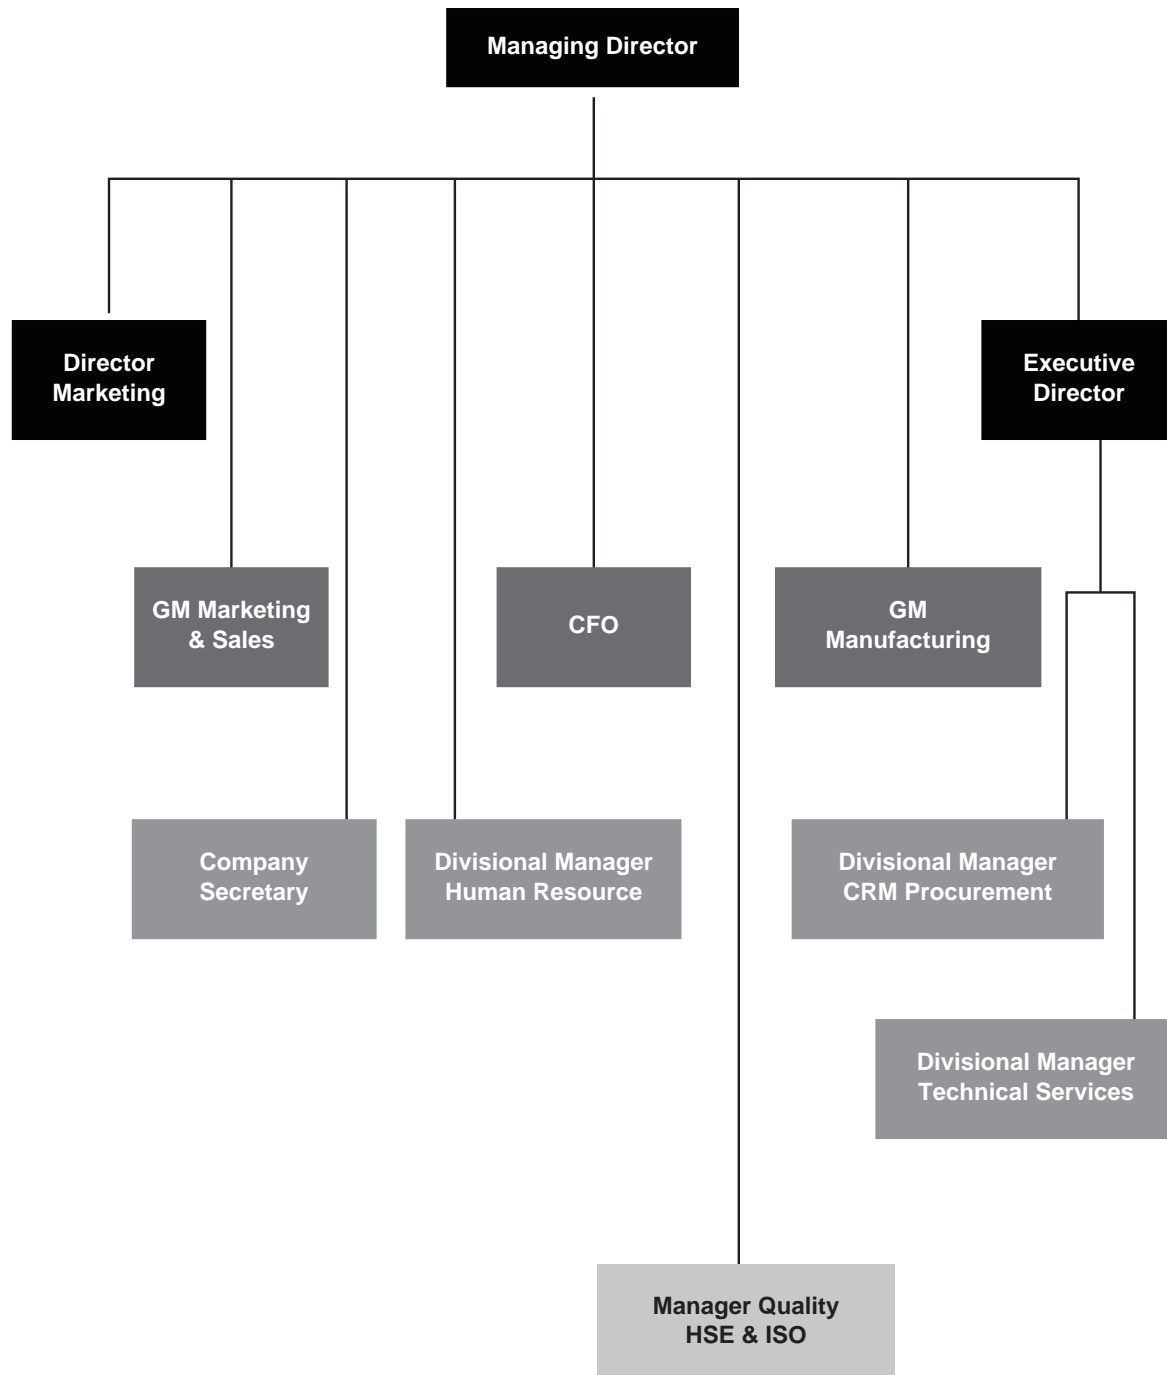 Managing Director
Director
Marketing
Executive
Director
GM Marketing
& Sales
CFO
GM
Manufacturing
Company
Secretary
Divisional Manager
Human Resource
Divisional Manager
CRM Procurement
Divisional Manager
Technical Services
Manager Quality
HSE & ISO